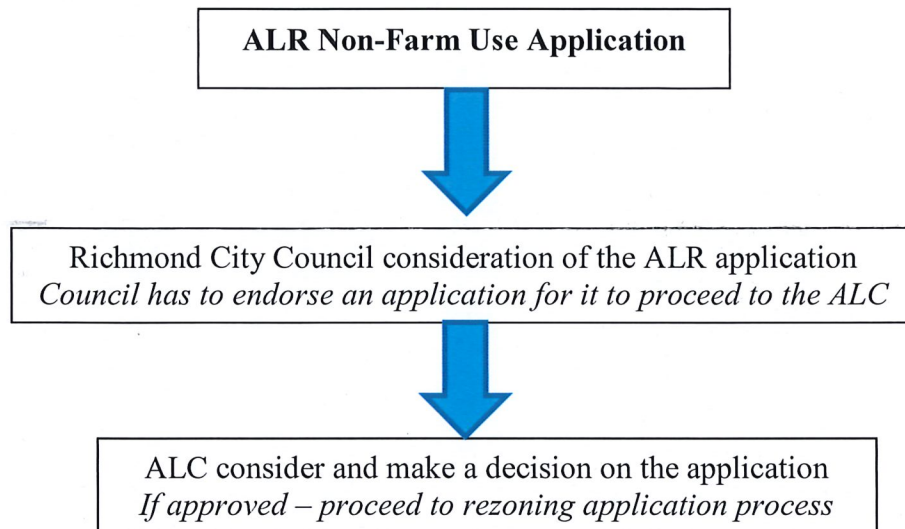 ALR Non-Farm Use Application
Richmond City Council consideration of the ALR application
Council has to endorse an application for it to proceed to the ALC
ALC consider and make a decision on the application
If approved – proceed to rezoning application process